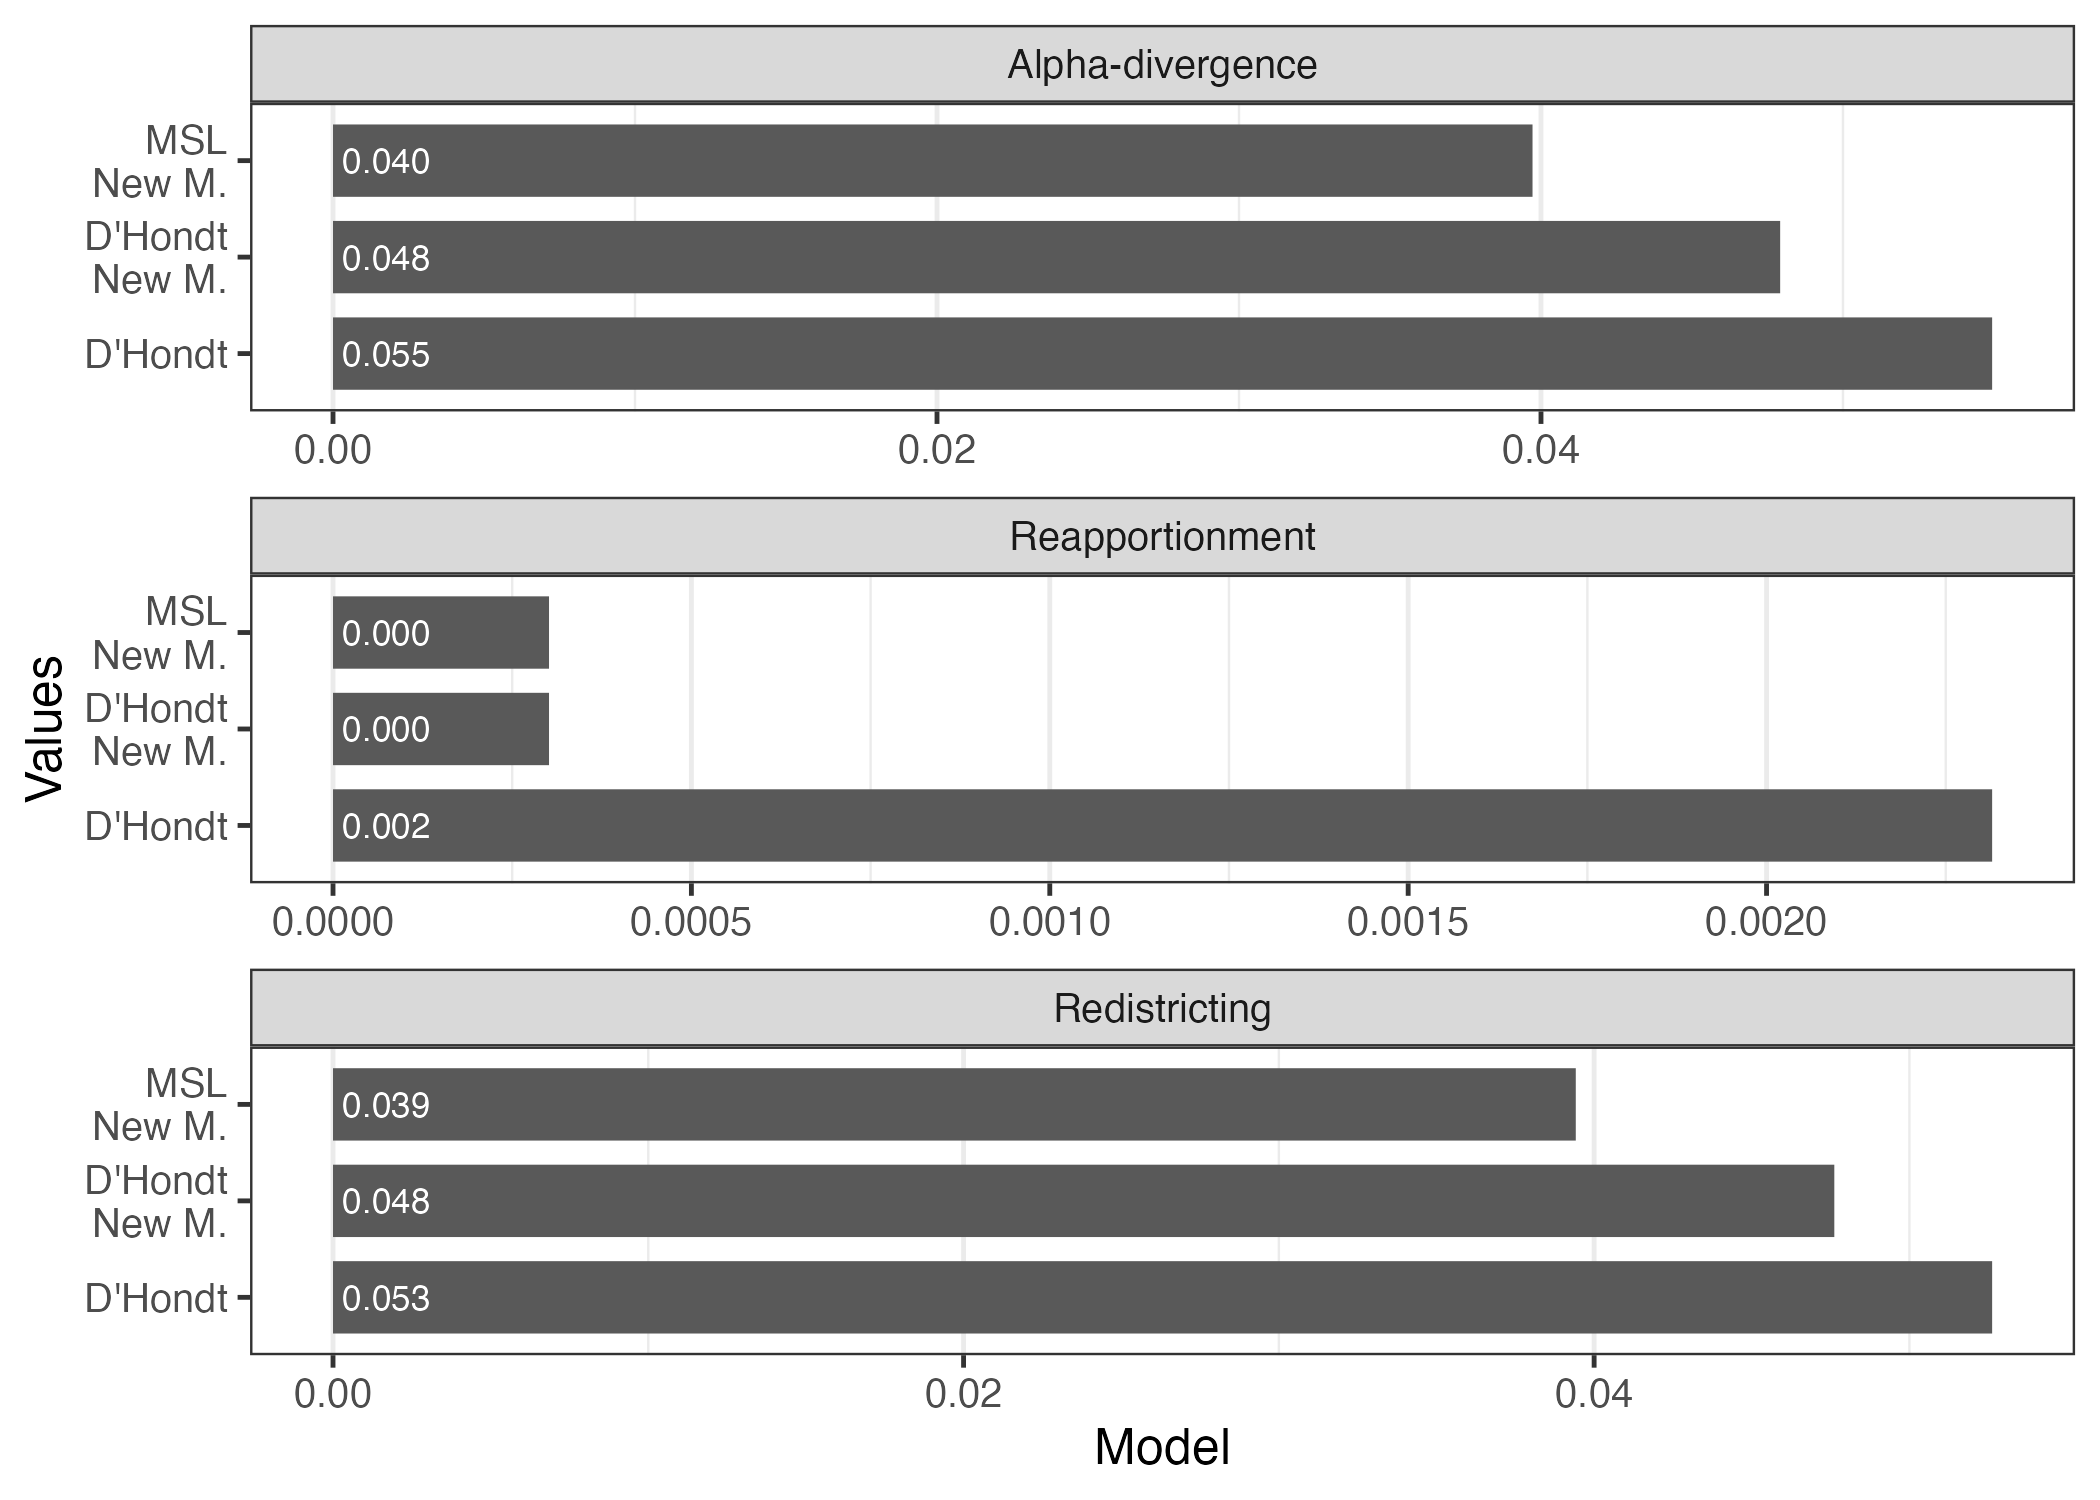 Alpha-divergence
MSL
New M.
0.040
D'Hondt
New M.
0.048
D'Hondt
0.055
0.00
0.02
0.04
Reapportionment
MSL
New M.
0.000
D'Hondt
New M.
0.000
D'Hondt
0.002
0.0000
0.0005
0.0010
0.0015
0.0020
Values
Redistricting
MSL
New M.
0.039
D'Hondt
New M.
0.048
D'Hondt
0.053
0.00
0.02
0.04
Model